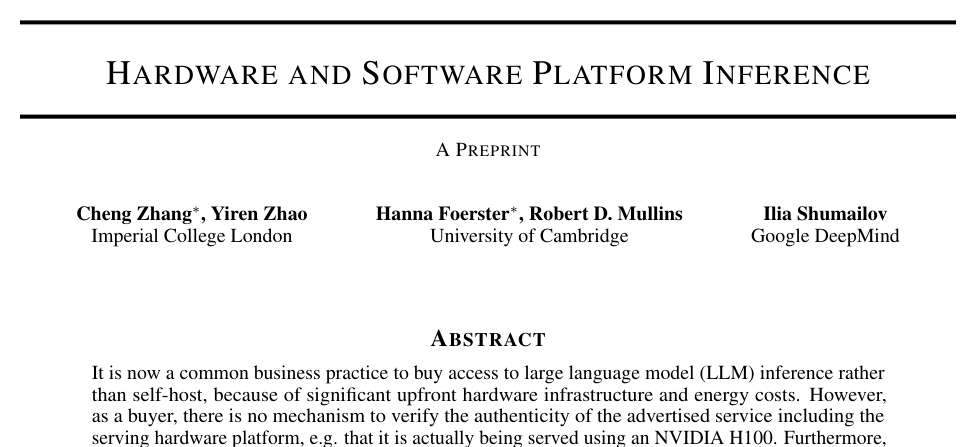 HARDWARE AND SOFTWARE PLATFORM INFERENCE
A PREPRINT
Cheng Zhang*, Yiren Zhao
Imperial College London
Hanna Foerster*, Robert D. Mullins
University of Cambridge
Ilia Shumailov
Google DeepMind
ABSTRACT
It is now a common business practice to buy access to large language model (LLM) inference rather
than self-host, because of significant upfront hardware infrastructure and energy costs. However,
as a buyer, there is no mechanism to verify the authenticity of the advertised service including the
serving hardware platform, e.g. that it is actually being served using an NVIDIA H100. Furthermore,